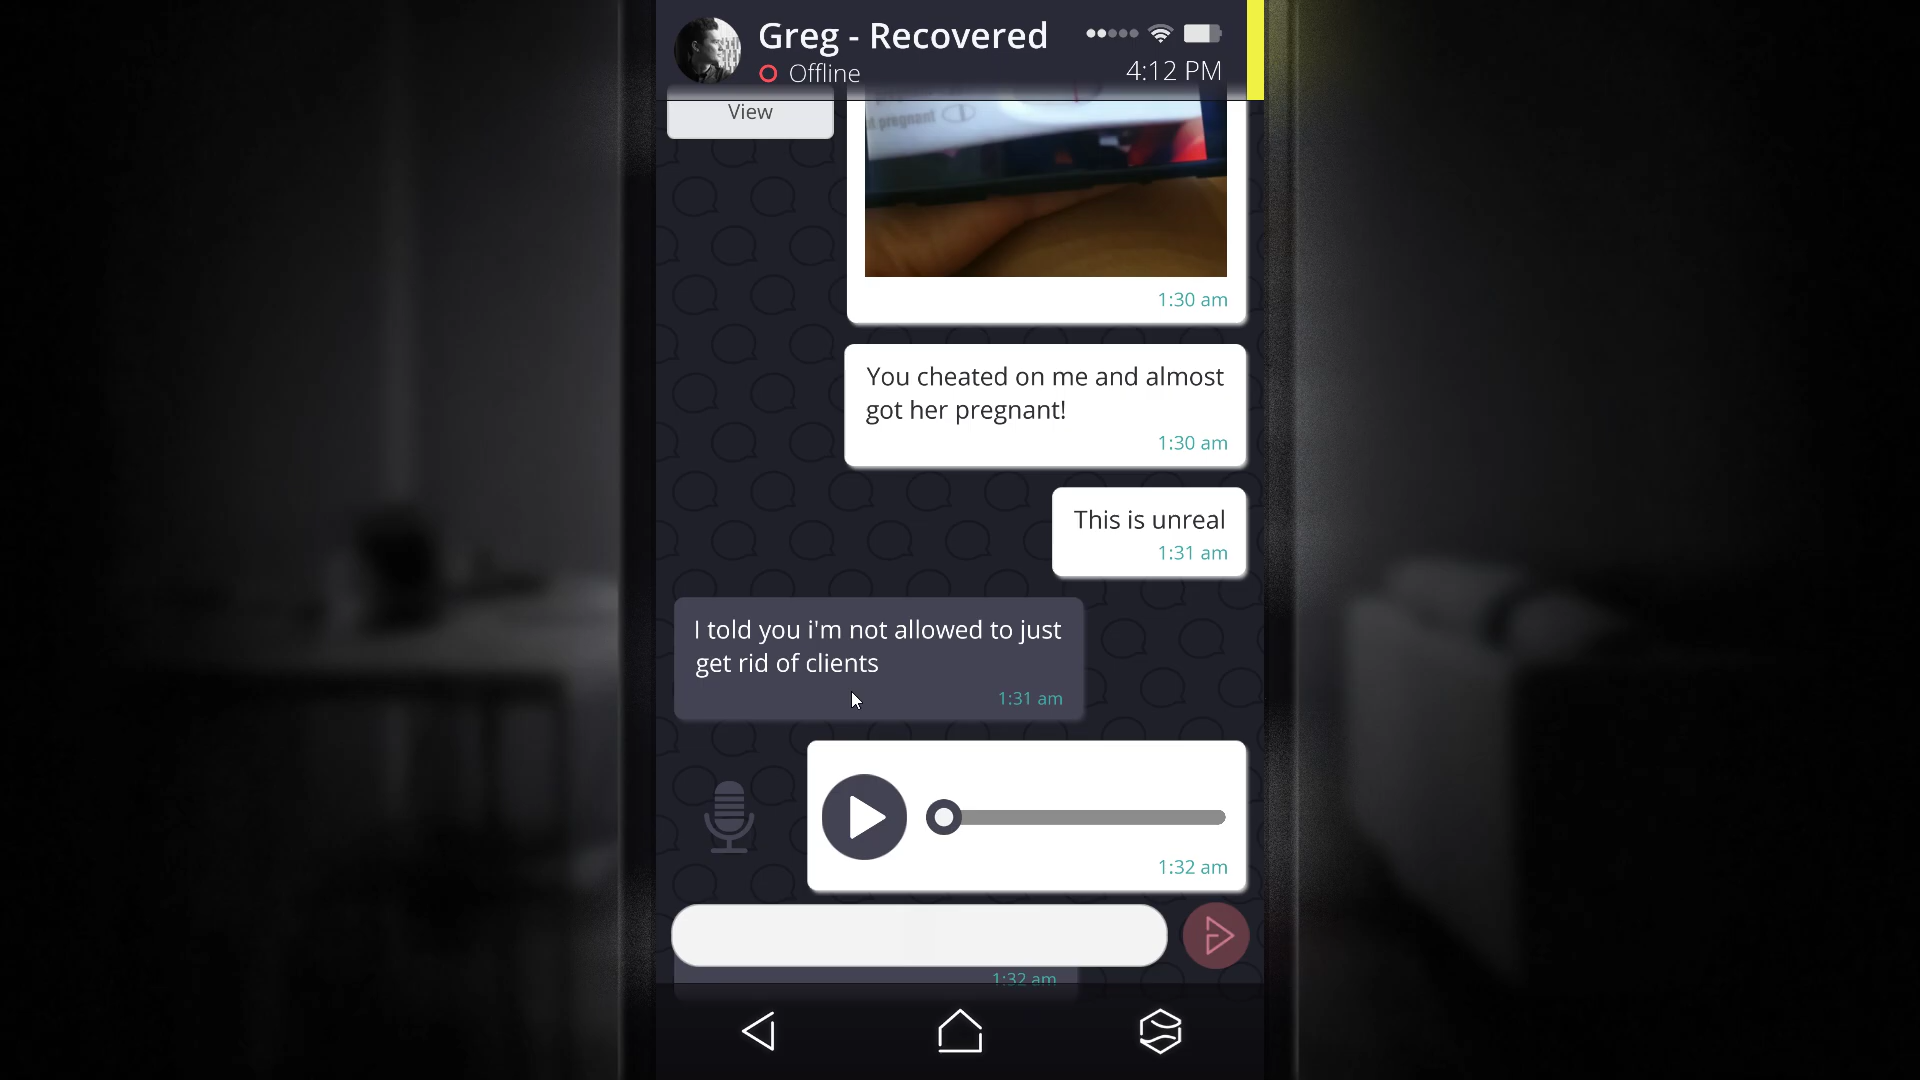 Greg - Recovered
Offline
4:12 PM
View
pregnant
1:30 am
You cheated on me and almost
got her pregnant!
1:30 am
This is unreal
1:31 am
I told you i'm not allowed to just
get rid of clients
1:31 am
1:32 am
1:32 am